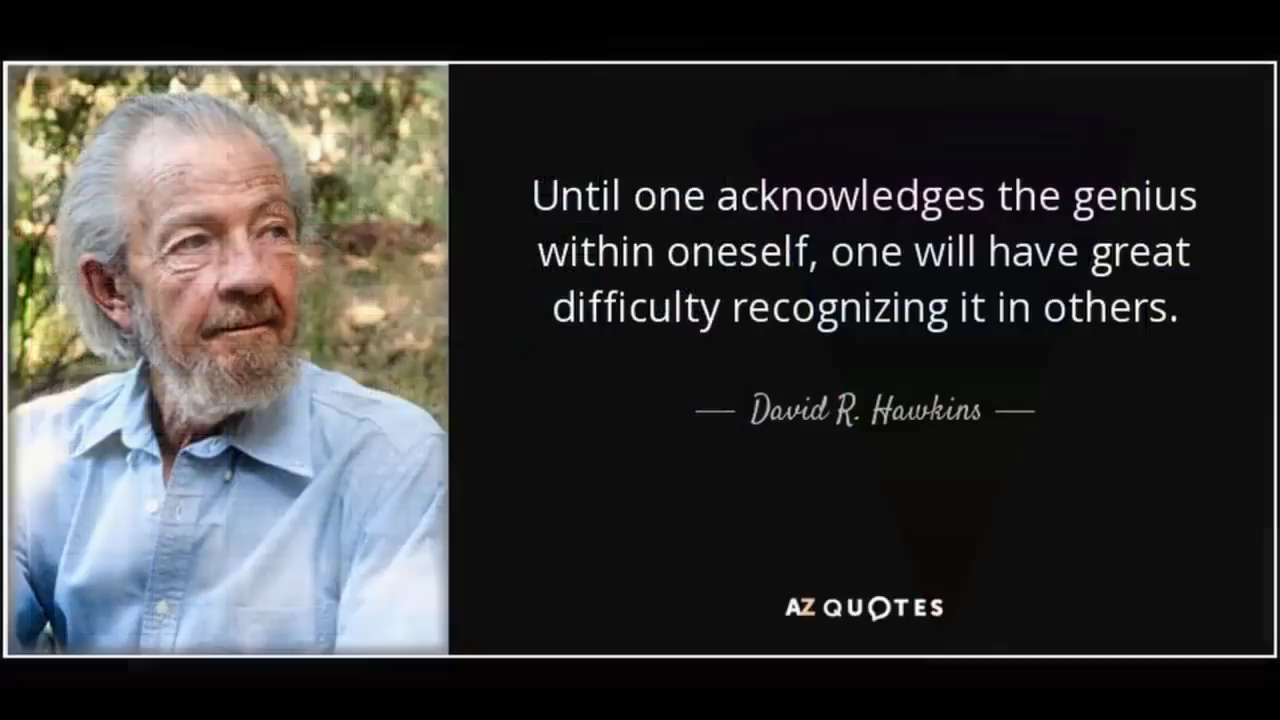 Until one acknowledges the genius
within oneself, one will have great
difficulty recognizing it in others.
David R. Hawkins
AZ QUOTES